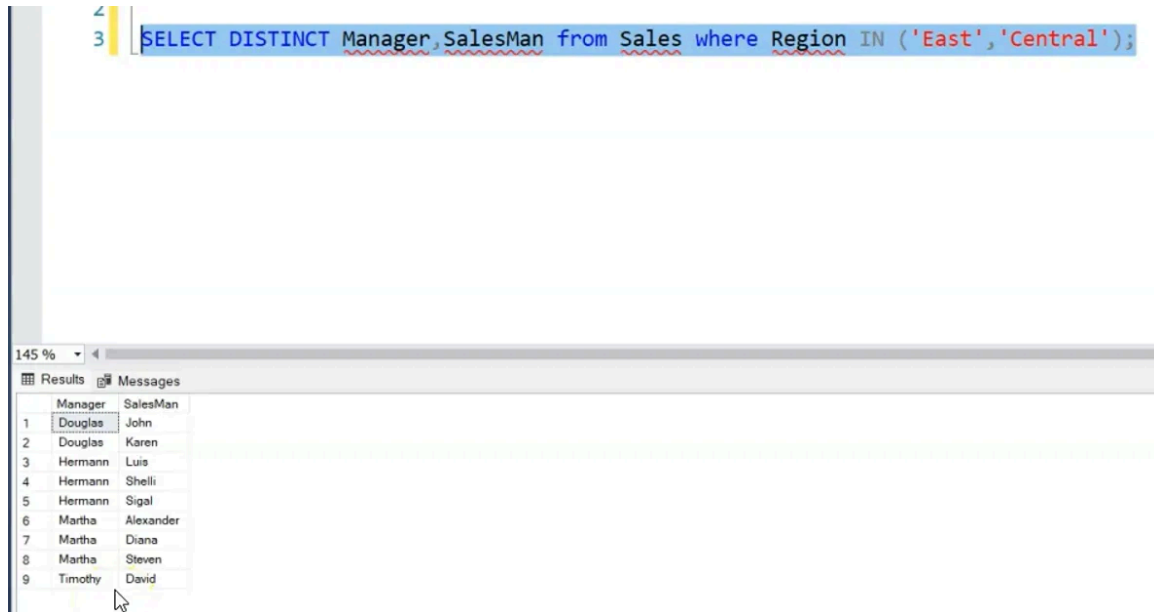 2
3 SELECT DISTINCT Manager,SalesMan from Sales where Region IN ('East','Central');
145 %
Results Messages
Manager SalesMan
1 Douglas John
2 Douglas Karen
3 Hermann Luis
4 Hermann Shelli
5 Hermann Sigal
6 Martha Alexander
7 Martha Diana
8 Martha Steven
9 Timothy David